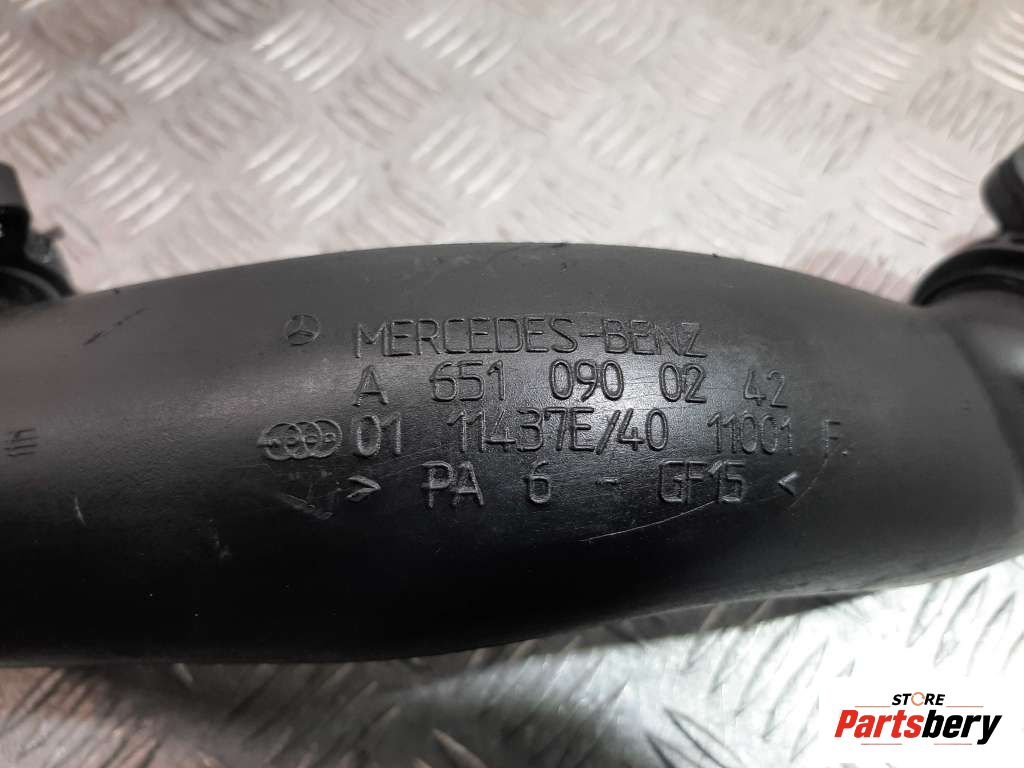 MERCEDES-BENZ
A 651 090 02 42
01 11437E/40 11001 F.
> PA 6 - GF15 <
STORE
Partsbery